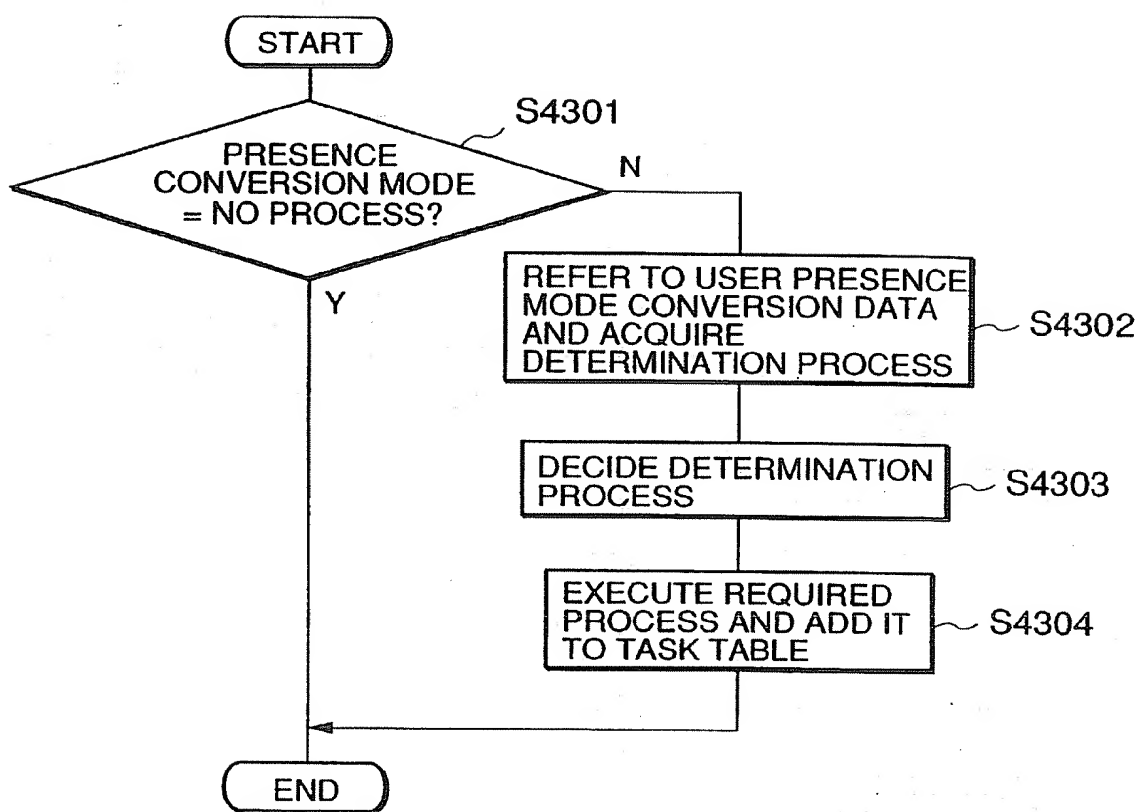 START
S4301
PRESENCE
CONVERSION MODE
= NO PROCESS?
N
Y
REFER TO USER PRESENCE
MODE CONVERSION DATA
AND ACQUIRE
DETERMINATION PROCESS
S4302
DECIDE DETERMINATION
PROCESS
S4303
EXECUTE REQUIRED
PROCESS AND ADD IT
TO TASK TABLE
S4304
END